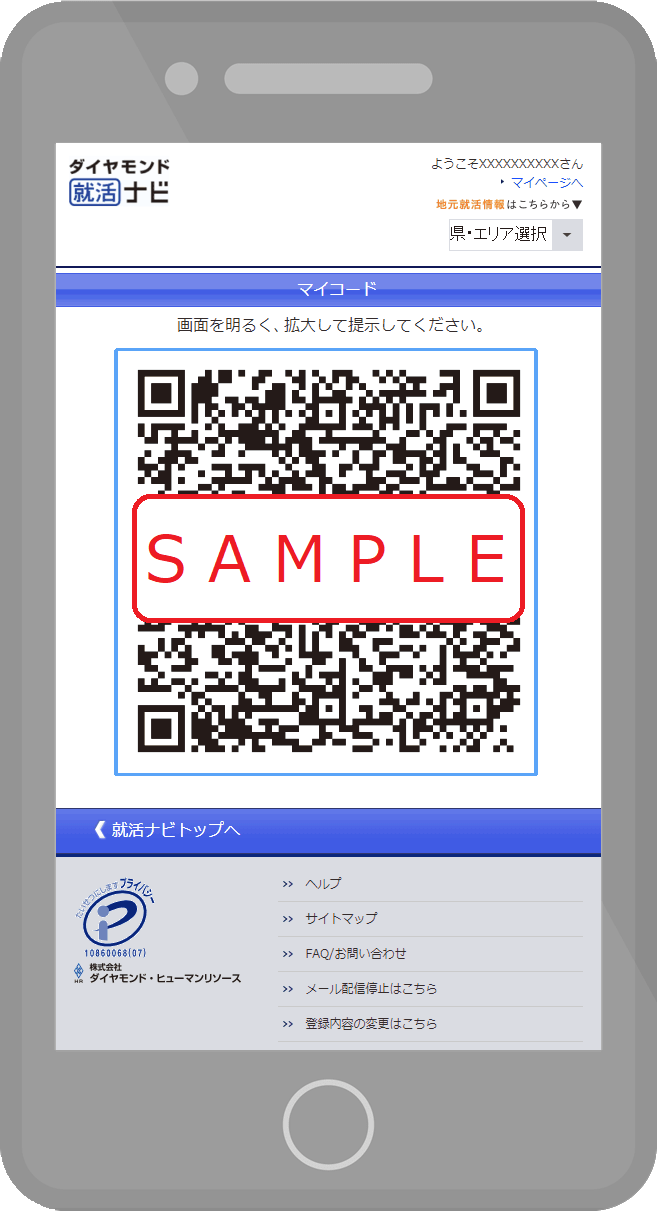 ダイヤモンド
就活ナビ
ようこそXXXXXXXXXXさん
マイページへ
地元就活情報はこちらから▼
県・エリア選択
マイコード
画面を明るく、拡大して提示してください。
SAMPLE
就活ナビトップへ
たいせつにしますプライバシー
10860068(07)
HR
株式会社
ダイヤモンド・ヒューマンリソース
>> ヘルプ
>> サイトマップ
>> FAQ/お問い合わせ
>> メール配信停止はこちら
>> 登録内容の変更はこちら